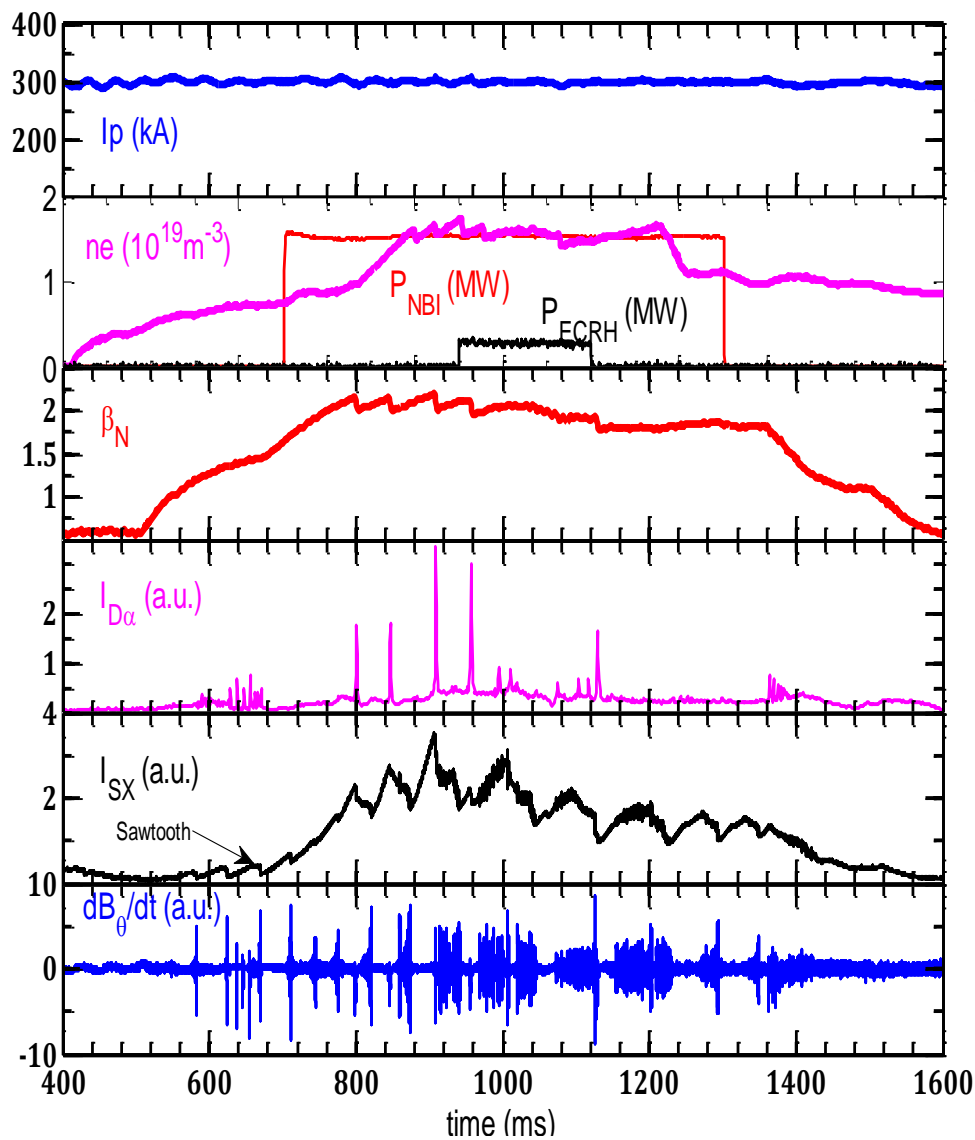 400
300
200
Ip (kA)
2
1
0
ne (10^19 m^-3)
P_NBI (MW)
P_ECRH (MW)
2
1.5
1
β_N
2
1
4
I_Dα (a.u.)
2
10
I_SX (a.u.)
Sawtooth
0
-10
dB_θ/dt (a.u.)
400 600 800 1000 1200 1400 1600
time (ms)